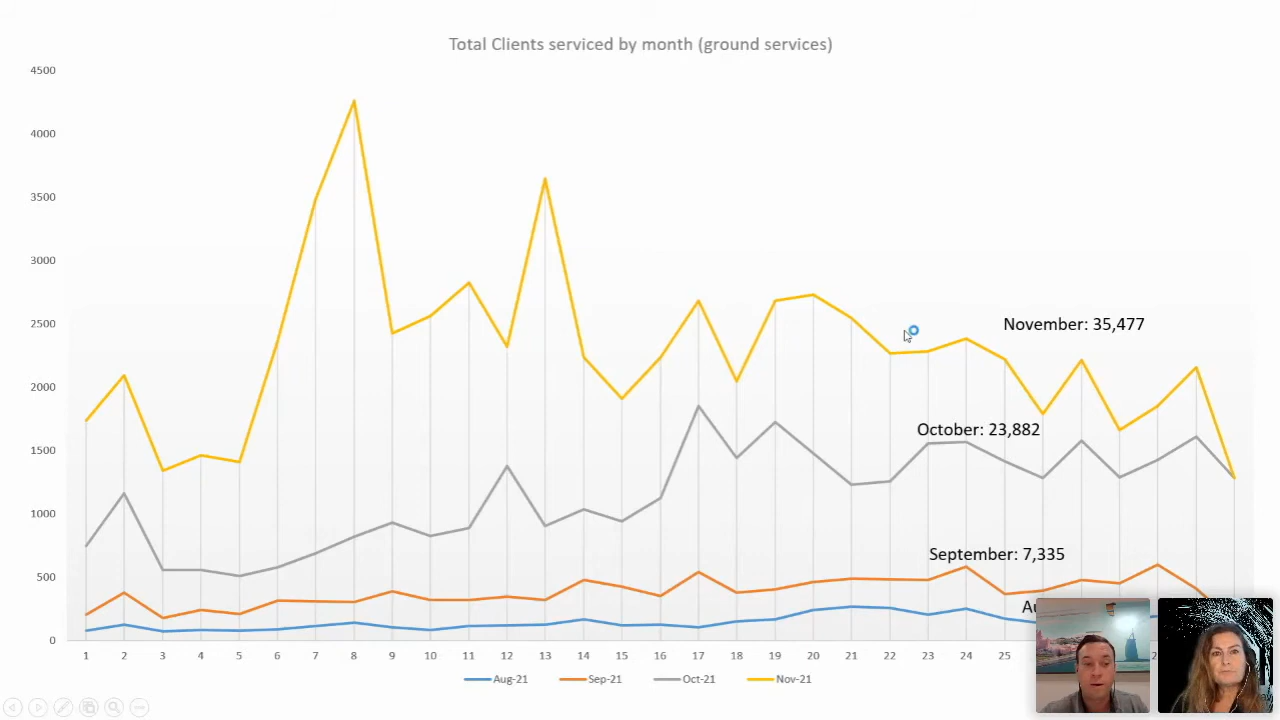 Total Clients serviced by month (ground services)
4500
4000
3500
3000
2500
2000
1500
1000
500
0
November: 35,477
October: 23,882
September: 7,335
1 2 3 4 5 6 7 8 9 10 11 12 13 14 15 16 17 18 19 20 21 22 23 24 25
Aug-21 Sep-21 Oct-21 Nov-21